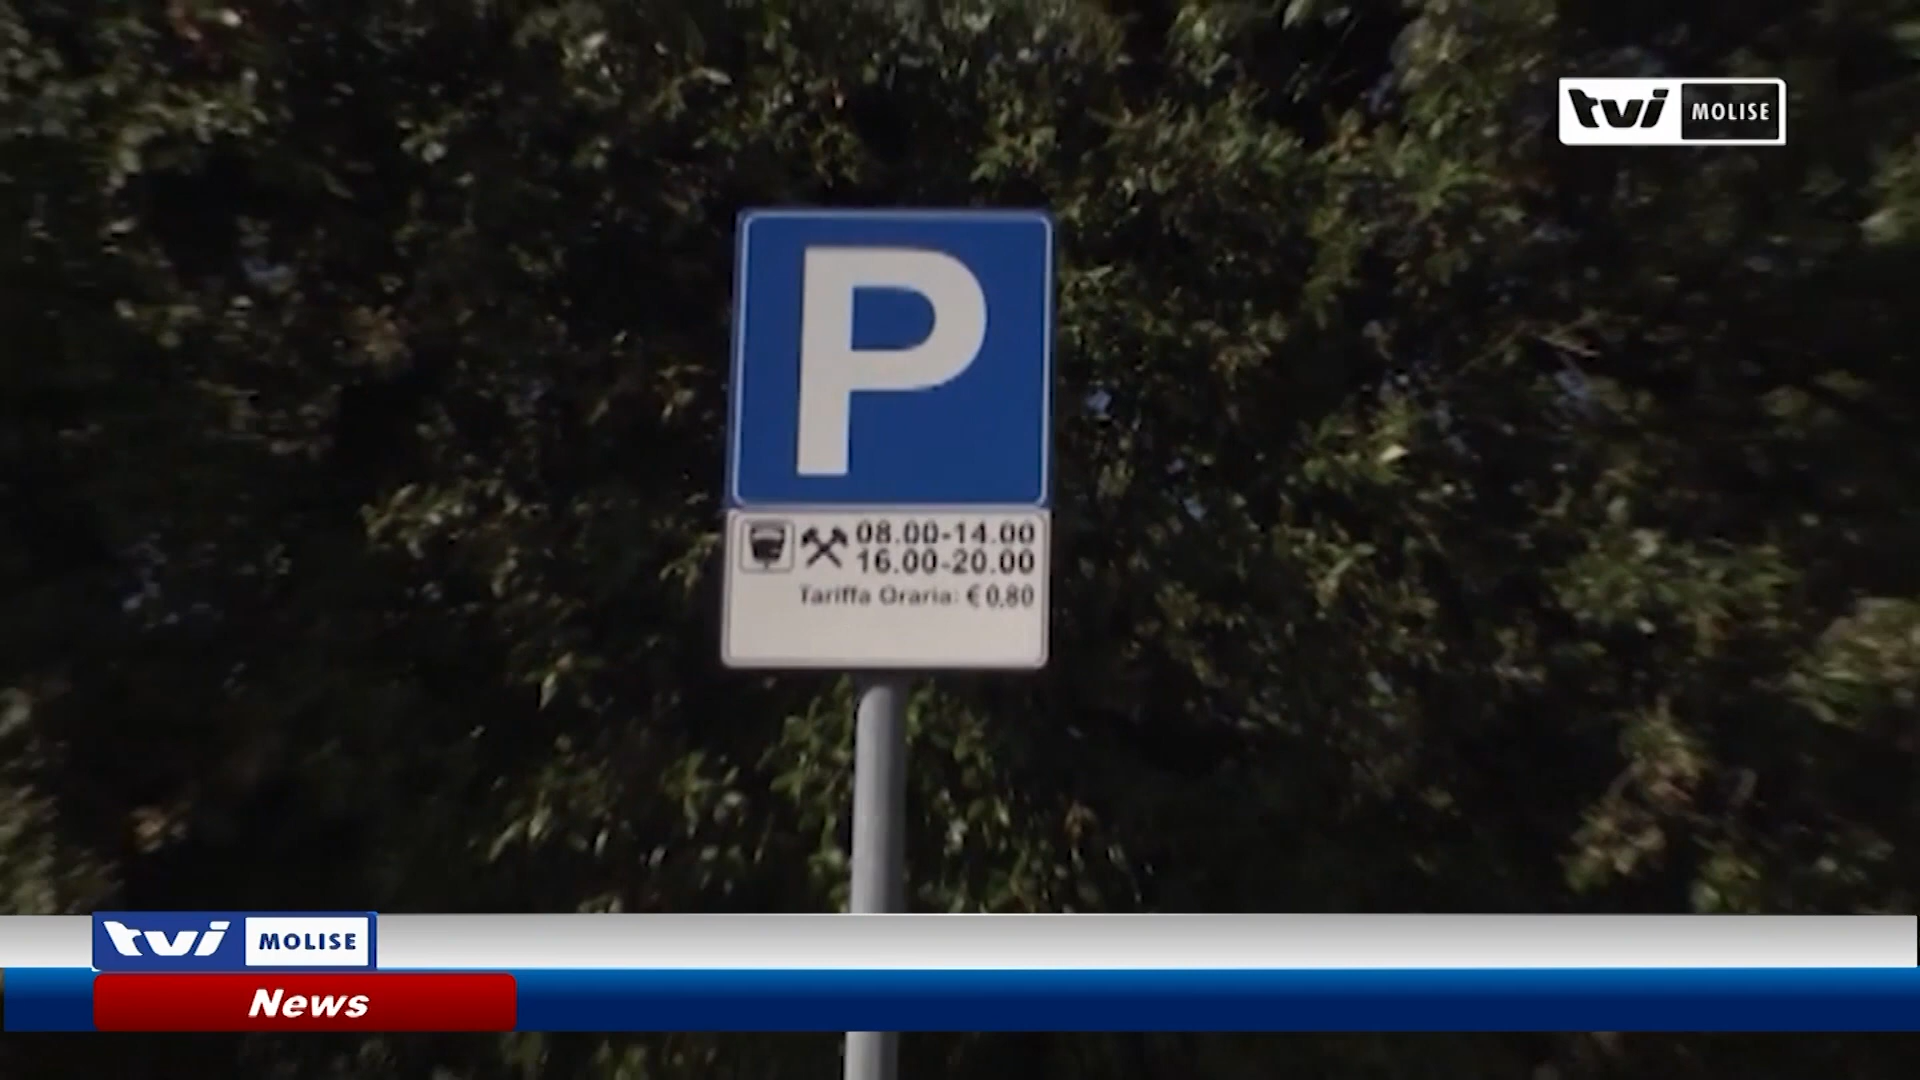 tvi MOLISE
P
08.00-14.00
16.00-20.00
Tariffa Oraria: € 0,80
tvi MOLISE
News